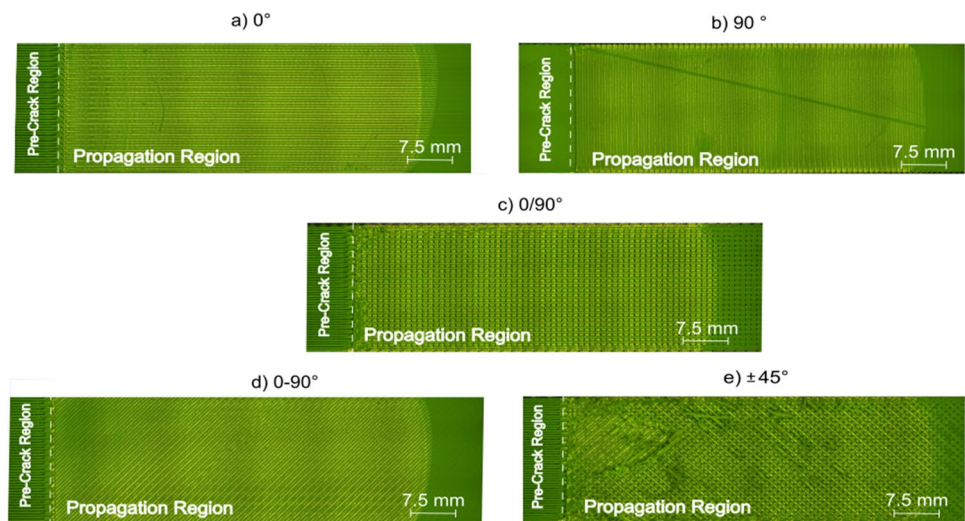 a) 0°
b) 90 °
Pre-Crack Region
Propagation Region
7.5 mm
Pre-Crack Region
Propagation Region
7.5 mm
c) 0/90°
Pre-Crack Region
Propagation Region
7.5 mm
d) 0-90°
e) ±45°
Pre-Crack Region
Propagation Region
7.5 mm
Pre-Crack Region
Propagation Region
7.5 mm